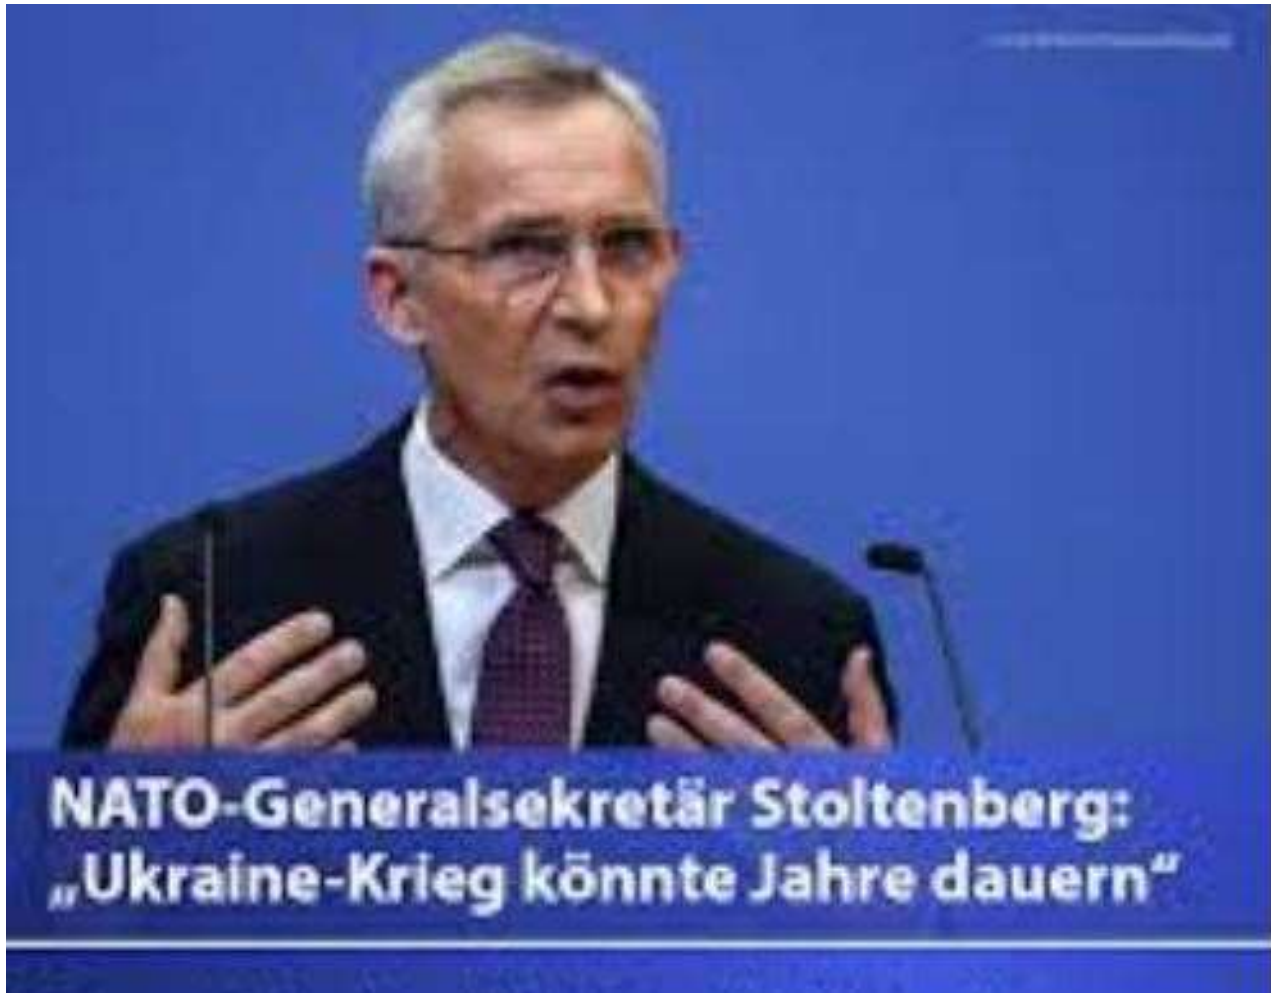 NATO-Generalsekretär Stoltenberg:
„Ukraine-Krieg könnte Jahre dauern“